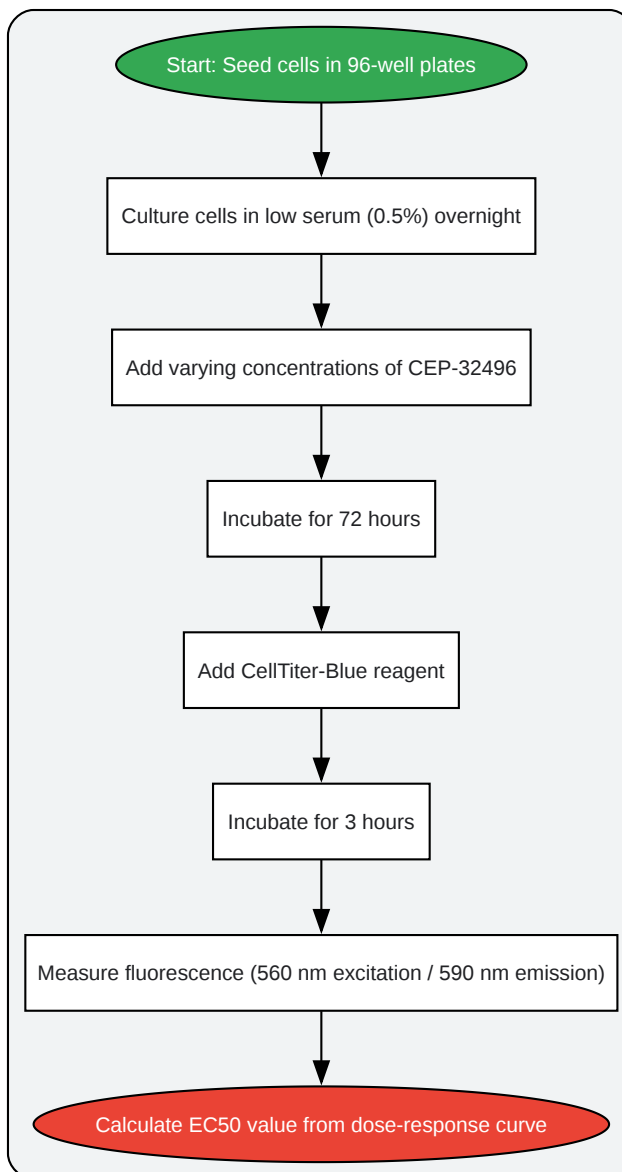 Start: Seed cells in 96-well plates
Culture cells in low serum (0.5%) overnight
Add varying concentrations of CEP-32496
Incubate for 72 hours
Add CellTiter-Blue reagent
Incubate for 3 hours
Measure fluorescence (560 nm excitation / 590 nm emission)
Calculate EC50 value from dose-response curve